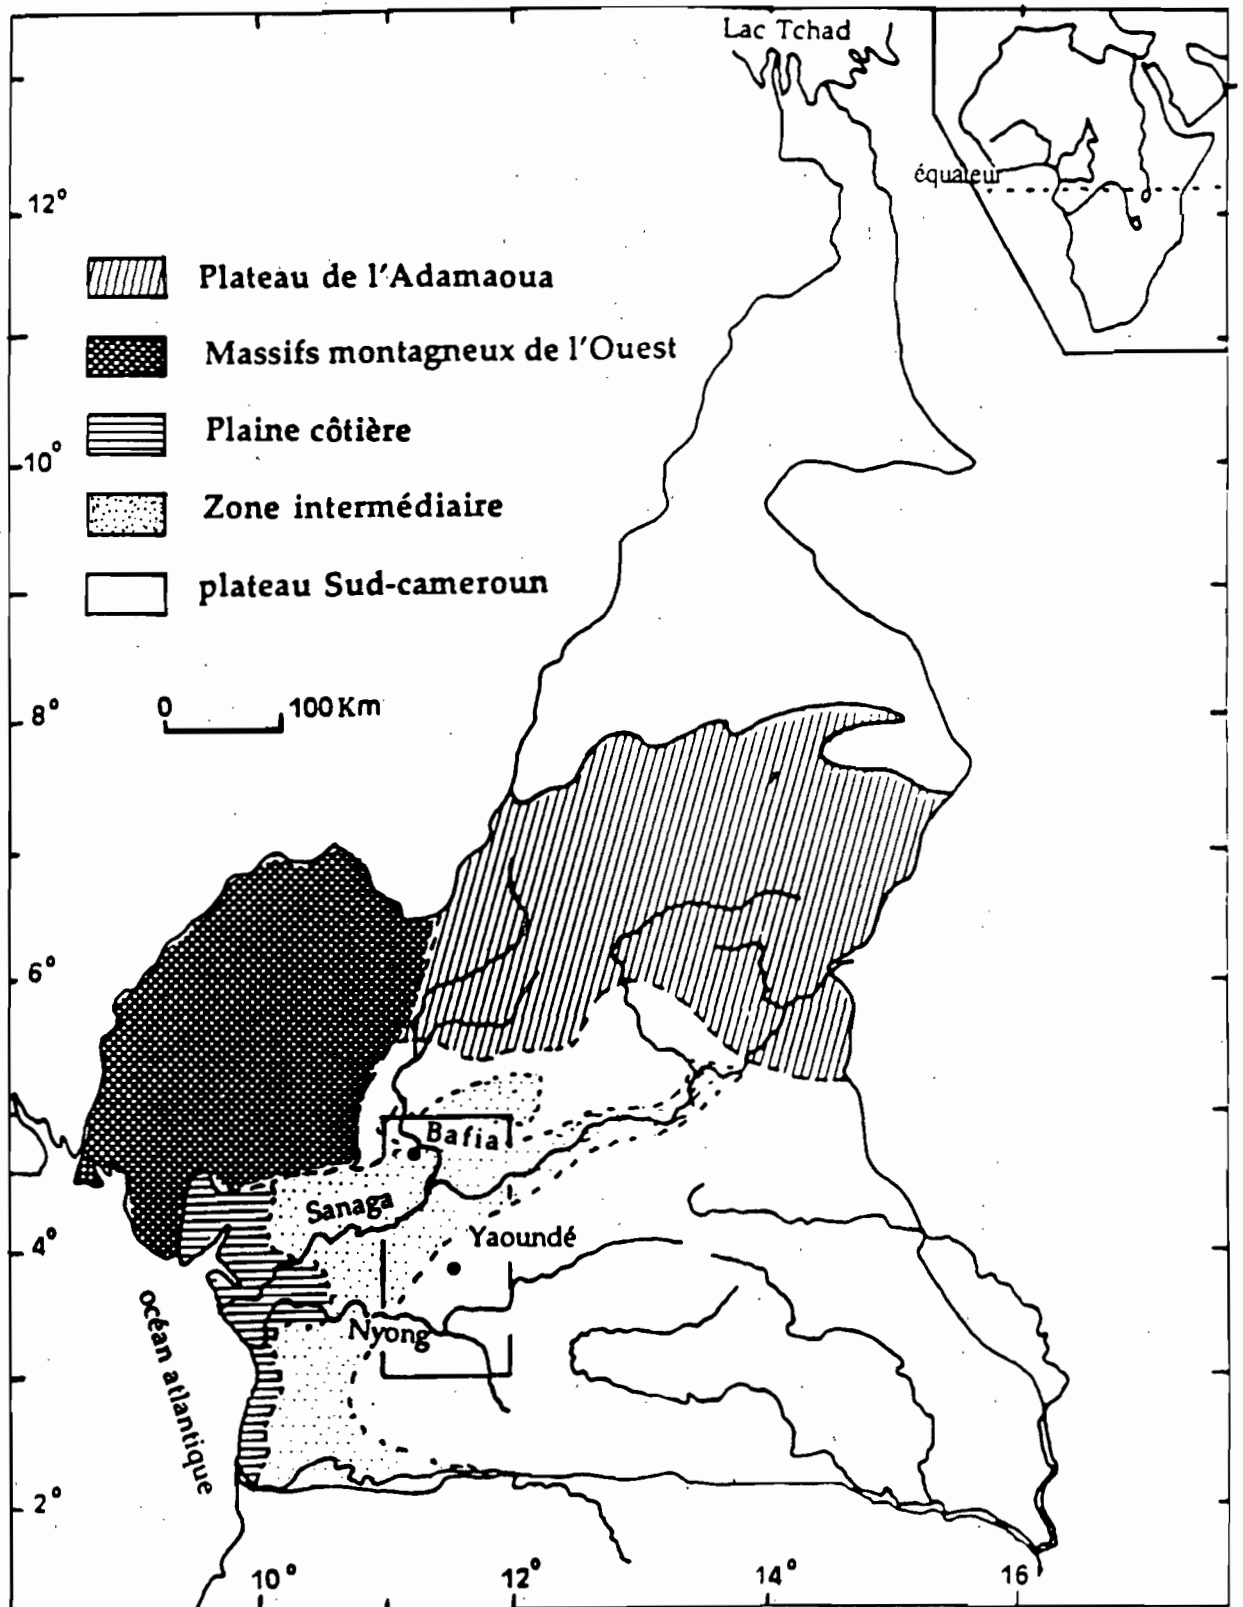 Lac Tchad
équateur
12°
Plateau de l'Adamaoua
Massifs montagneux de l'Ouest
Plaine côtière
10°
Zone intermédiaire
plateau Sud-cameroun
0 100 Km
8°
6°
Bafia
Sanaga
Yaoundé
4°
océan atlantique
Nyong
2°
10° 12° 14° 16°